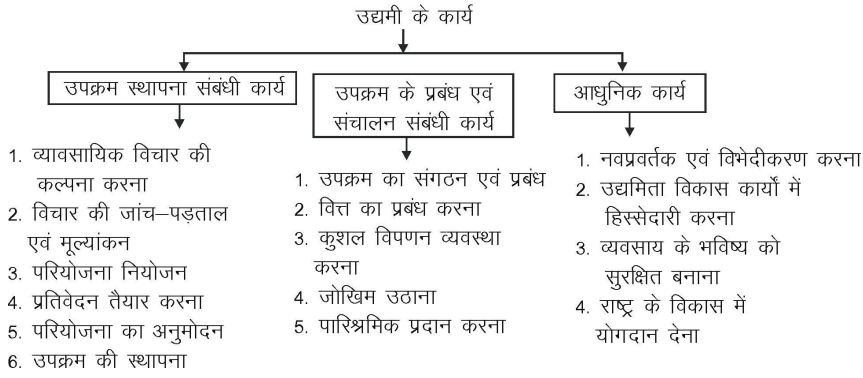 उद्यमी के कार्य
उपक्रम स्थापना संबंधी कार्य
1. व्यावसायिक विचार की
कल्पना करना
2. विचार की जांच–पड़ताल
एवं मूल्यांकन
3. परियोजना नियोजन
4. प्रतिवेदन तैयार करना
5. परियोजना का अनुमोदन
6. उपक्रम की स्थापना
उपक्रम के प्रबंध एवं
संचालन संबंधी कार्य
1. उपक्रम का संगठन एवं प्रबंध
2. वित्त का प्रबंध करना
3. कुशल विपणन व्यवस्था
करना
4. जोखिम उठाना
5. पारिश्रमिक प्रदान करना
आधुनिक कार्य
1. नवप्रवर्तक एवं विभेदीकरण करना
2. उद्यमिता विकास कार्यों में
हिस्सेदारी करना
3. व्यवसाय के भविष्य को
सुरक्षित बनाना
4. राष्ट्र के विकास में
योगदान देना